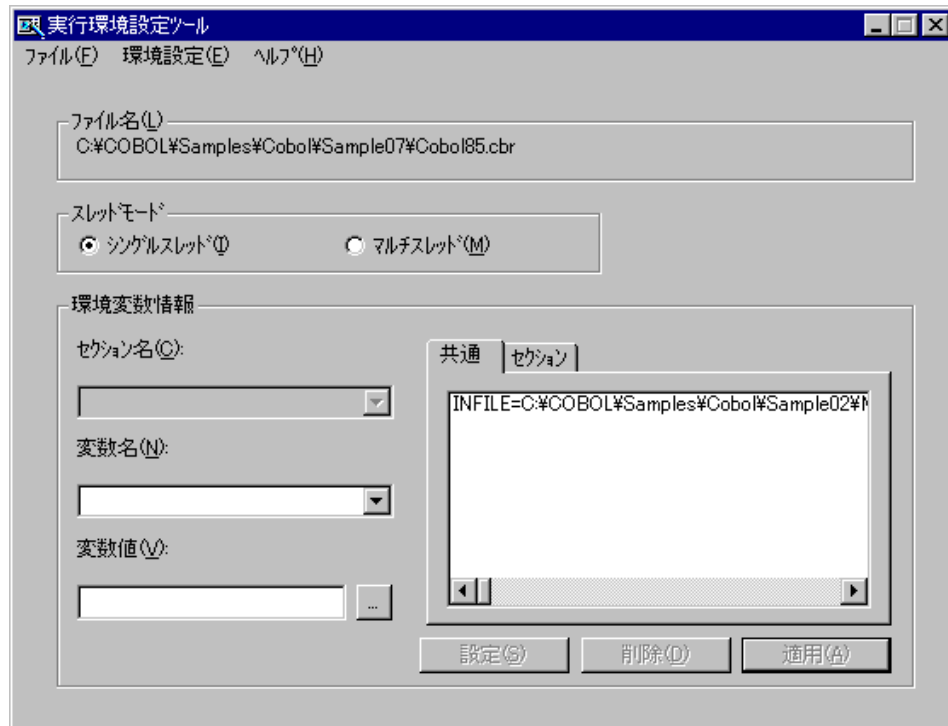 実行環境設定ツール
ファイル(F) 環境設定(E) ヘルプ(H)
ファイル名(L)
C:¥COBOL¥Samples¥Cobol¥Sample07¥Cobol85.cbr
スレッドモード
シングルスレッド(I) マルチスレッド(M)
環境変数情報
セクション名(C):
共通 セクション
INFILE=C:¥COBOL¥Samples¥Cobol¥Sample02¥M
変数名(N):
変数値(V):
...
設定(S) 削除(D) 適用(A)